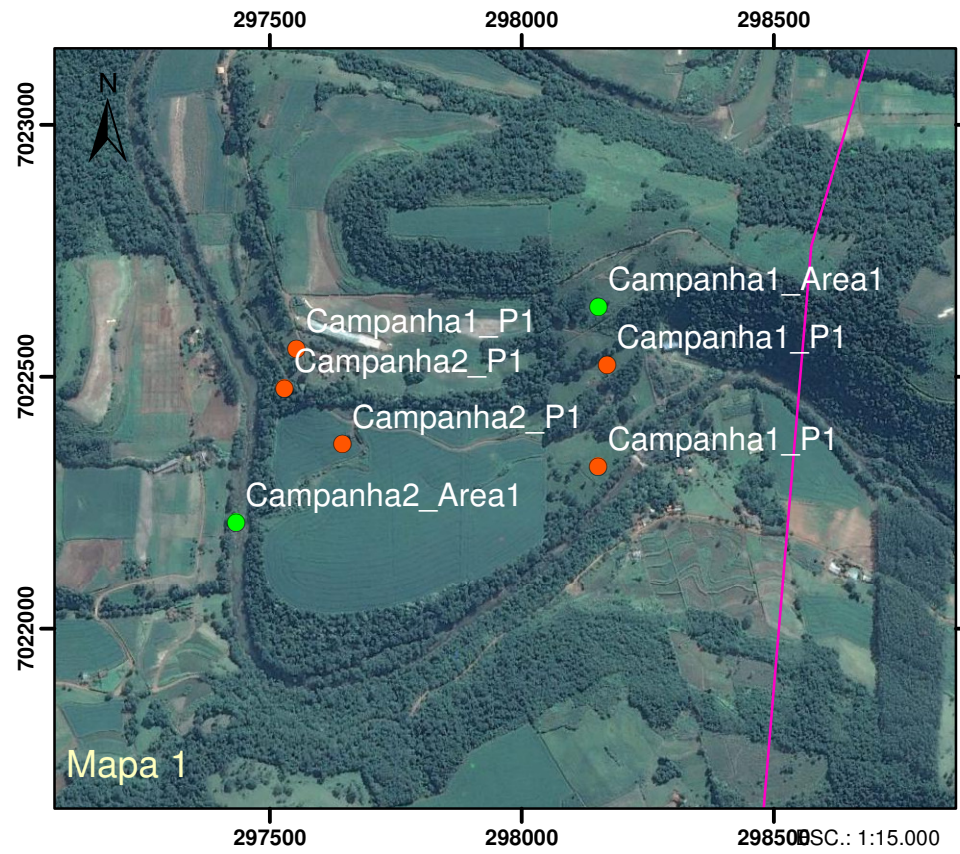 297500 298000 298500
N
7023000
Campanha1_Area1
Campanha1_P1
Campanha1_P1
Campanha2_P1
7022500
Campanha2_P1
Campanha1_P1
Campanha2_Area1
7022000
Mapa 1
297500 298000 298500
ESC.: 1:15.000